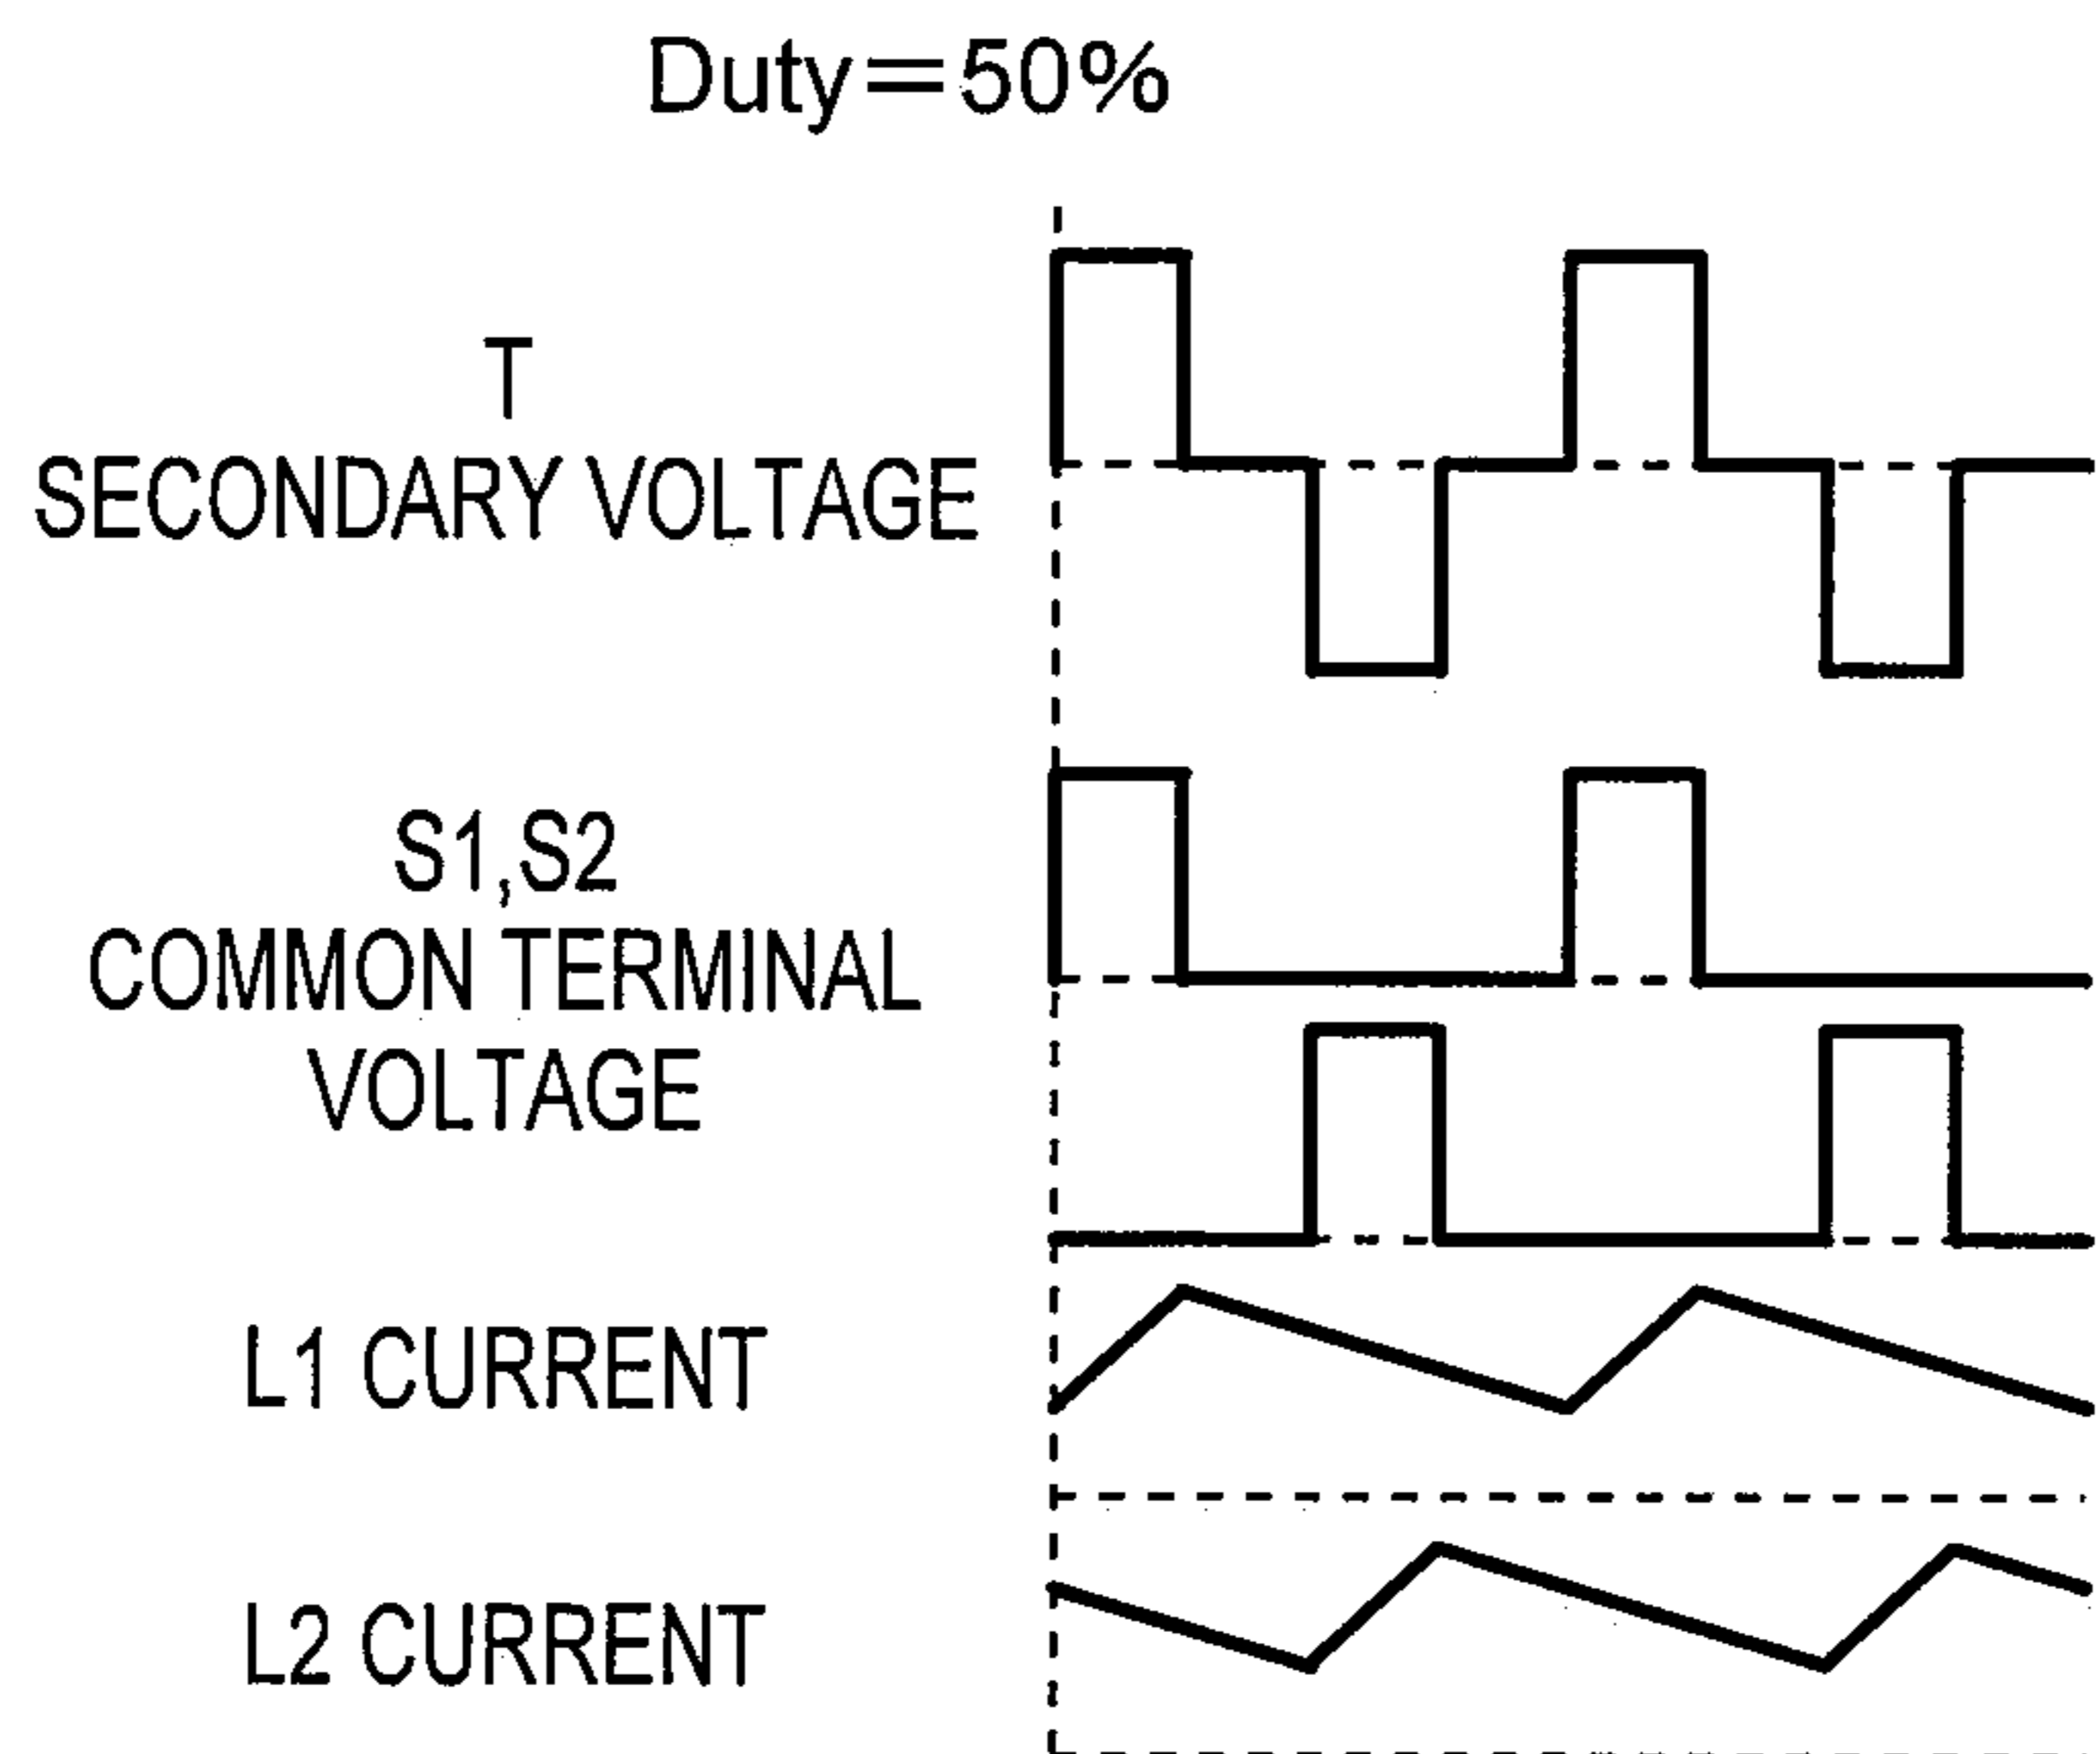 Duty=50%
T
SECONDARY VOLTAGE
S1,S2
COMMON TERMINAL
VOLTAGE
L1 CURRENT
L2 CURRENT